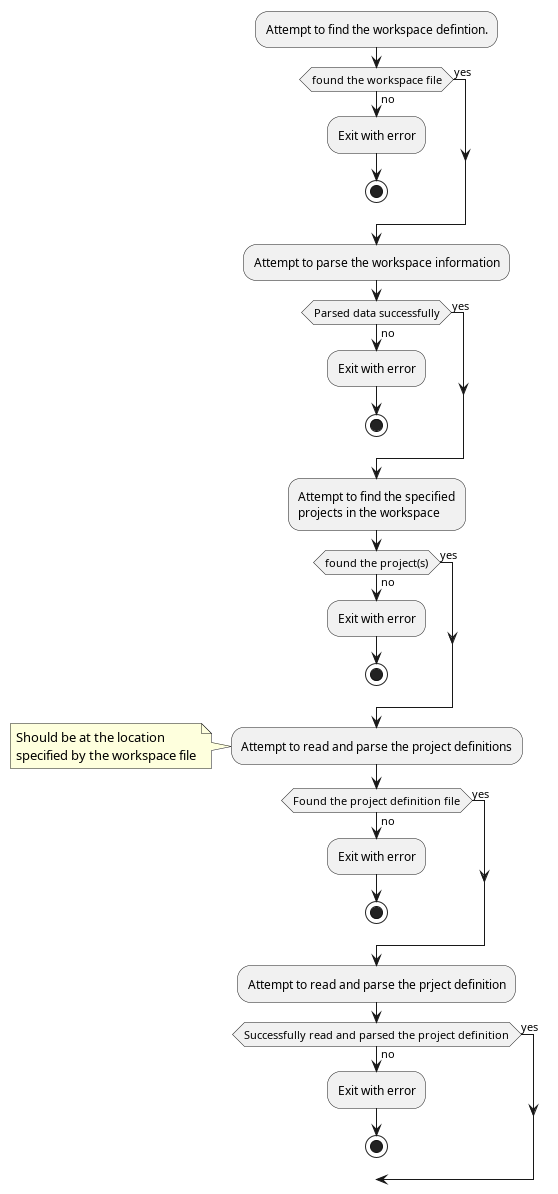 Attempt to find the workspace defintion.
found the workspace file
yes
no
Exit with error
Attempt to parse the workspace information
Parsed data successfully
yes
no
Exit with error
Attempt to find the specified
projects in the workspace
found the project(s)
yes
no
Exit with error
Should be at the location
specified by the workspace file
Attempt to read and parse the project definitions
Found the project definition file
yes
no
Exit with error
Attempt to read and parse the prject definition
Successfully read and parsed the project definition
yes
no
Exit with error